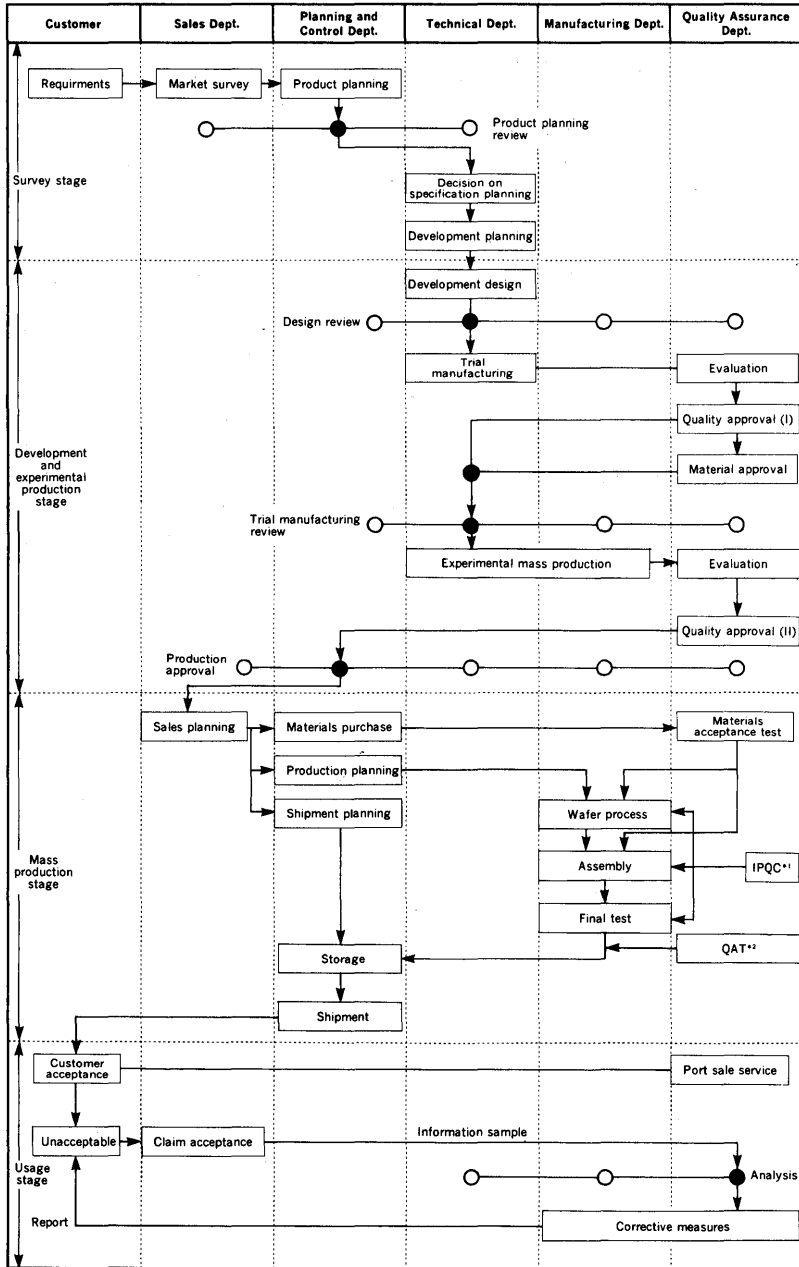 Customer
Sales Dept.
Planning and
Control Dept.
Technical Dept.
Manufacturing Dept.
Quality Assurance
Dept.
Requirments
Market survey
Product planning
Product planning
review
Survey stage
Decision on
specification planning
Development planning
Development design
Design review
Trial
manufacturing
Evaluation
Quality approval (I)
Development
and
experimental
production
stage
Material approval
Trial manufacturing
review
Experimental mass production
Evaluation
Quality approval (II)
Production
approval
Sales planning
Materials purchase
Materials
acceptance test
Production planning
Shipment planning
Wafer process
Mass
production
stage
Assembly
IPQC*1
Final test
Storage
QAT*2
Shipment
Customer
acceptance
Port sale service
Unacceptable
Claim acceptance
Information sample
Usage
stage
Analysis
Report
Corrective measures